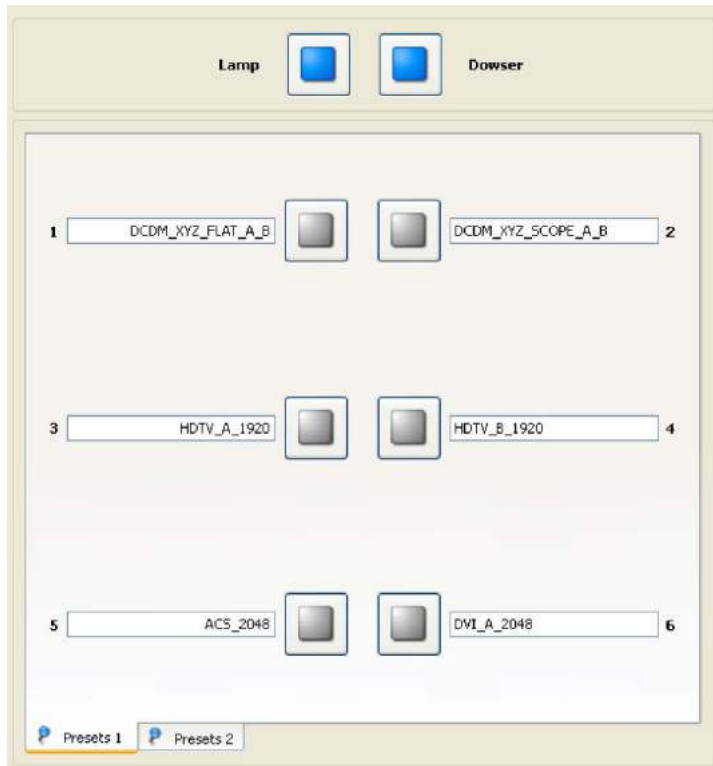 Lamp Dowser
1 DCDM_XYZ_FLAT_A_B DCDM_XYZ_SCOPE_A_B 2
3 HDTV_A_1920 HDTV_B_1920 4
5 ACS_2048 DVI_A_2048 6
Presets 1 Presets 2